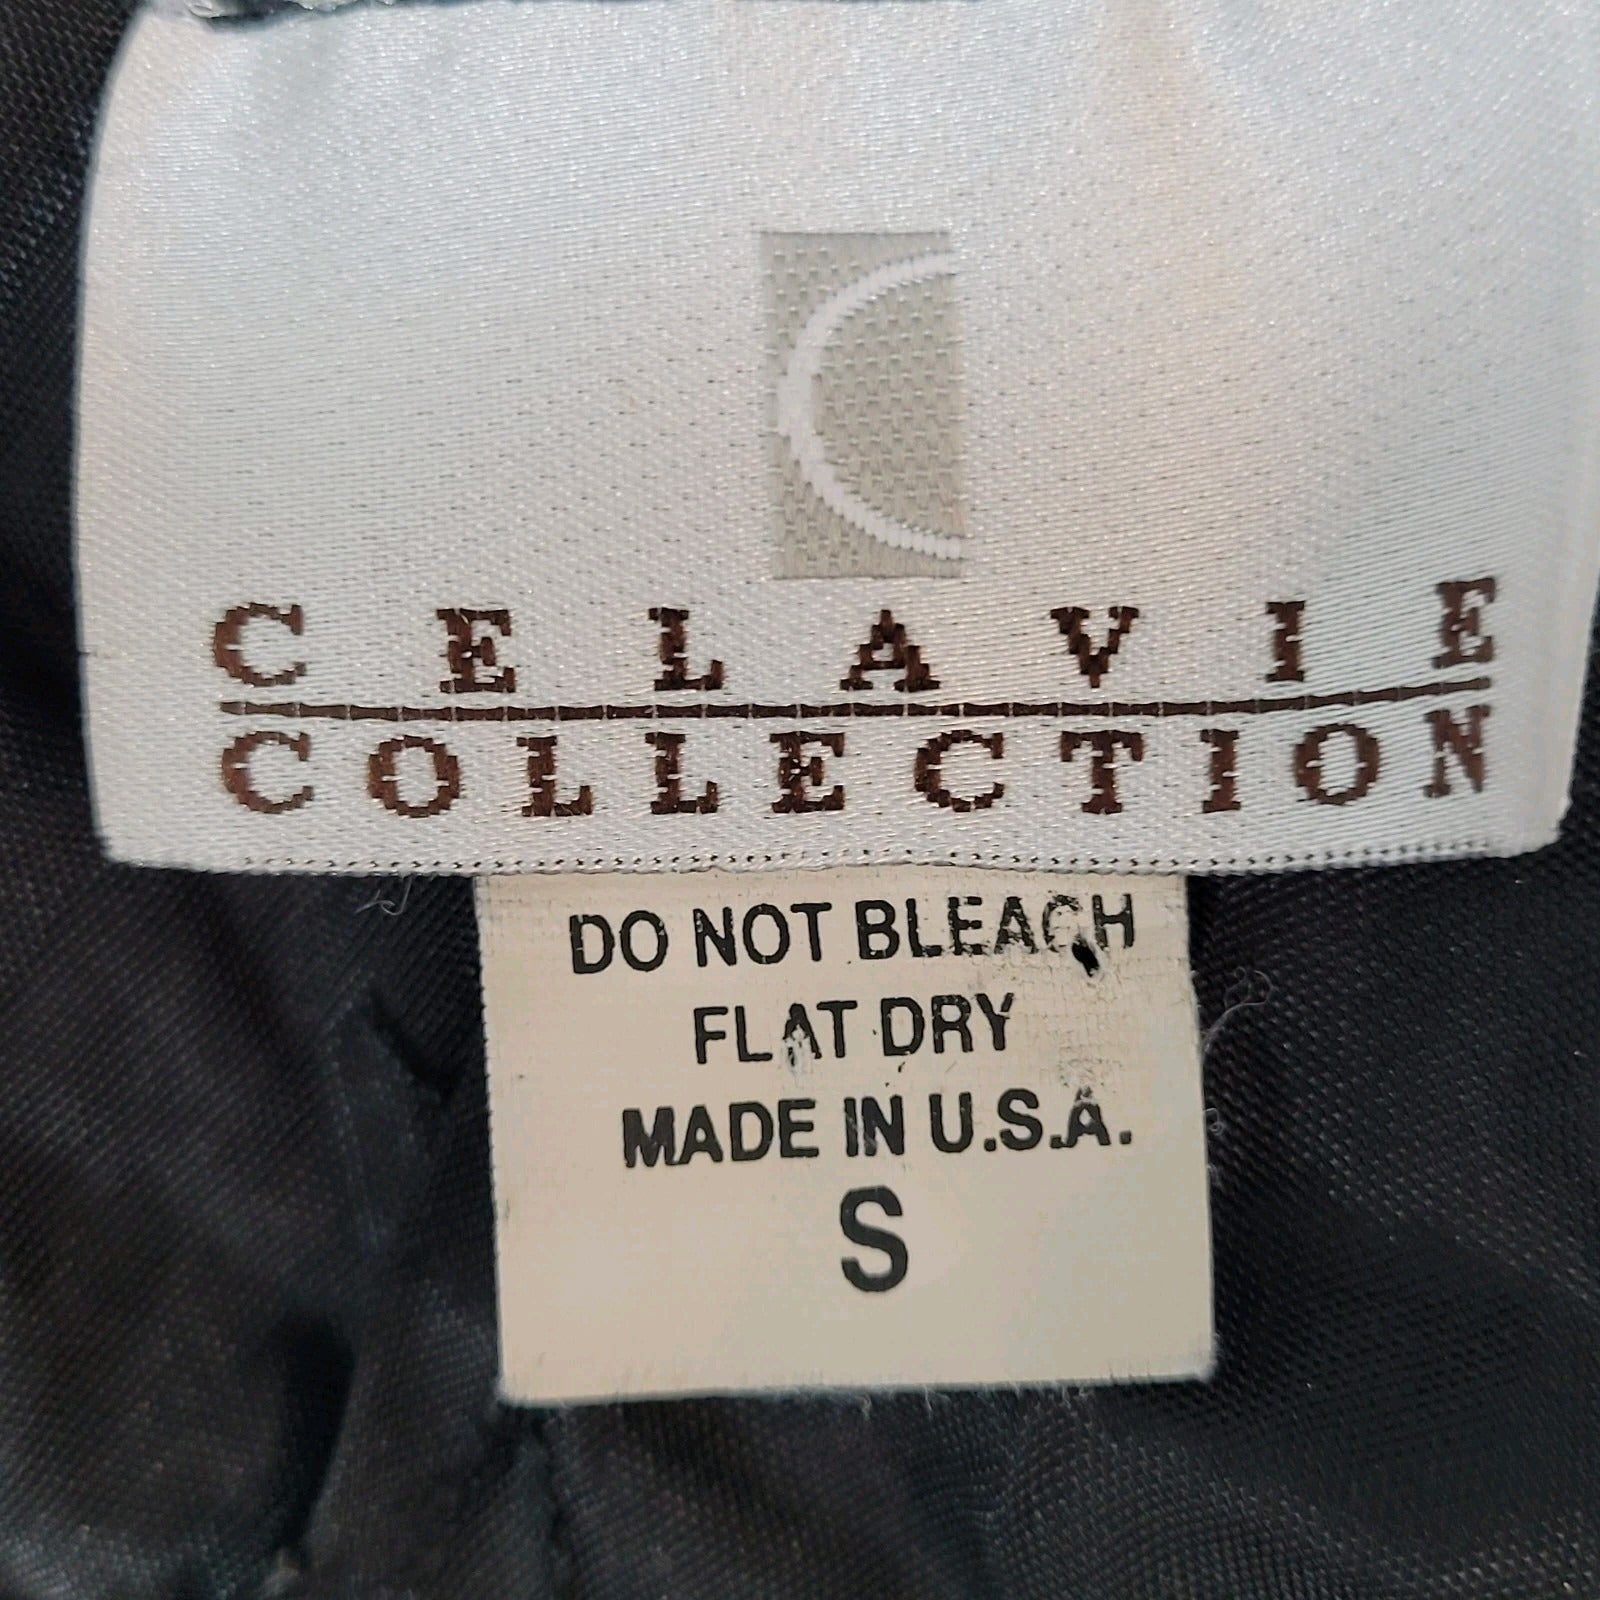 CELAVIE
COLLECTION
DO NOT BLEACH
FLAT DRY
MADE IN U.S.A.
S